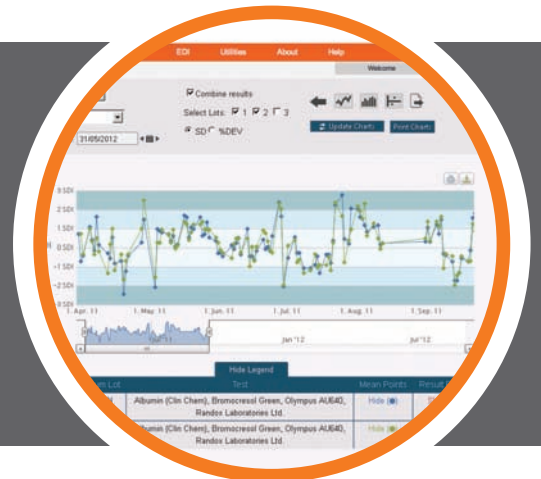 EDI Utilities About Help
Welcome
Combine results
Select Lots: 1 2 3
SD %DEV
31/05/2012
Update Charts Print Charts
3 SDI
2 SDI
1 SDI
0 SDI
-1 SDI
-2 SDI
1. Apr. 11 1. May. 11 1. Jun. 11 1. Jul. 11 1. Aug. 11 1. Sep. 11
Jan '12 Jul '12
Hide Legend
Lot Test Mean Points Result
Albumin (Clin Chem), Bromocresol Green, Olympus AU640,
Randox Laboratories Ltd.
Hide
Albumin (Clin Chem), Bromocresol Green, Olympus AU640,
Randox Laboratories Ltd.
Hide